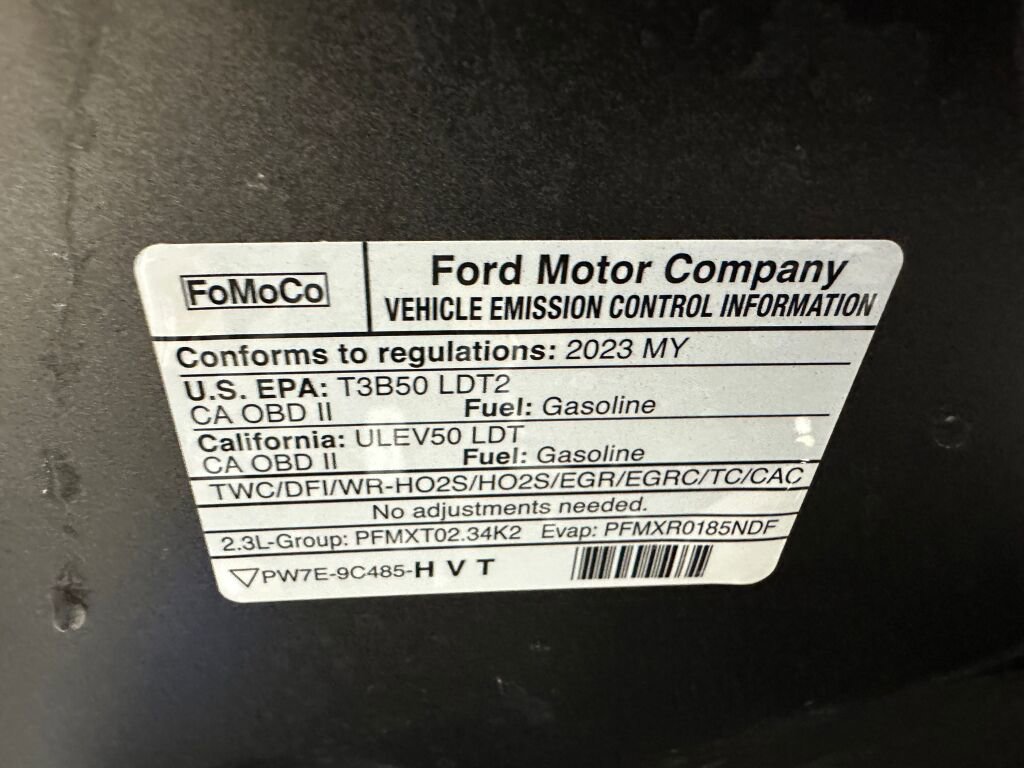 FoMoCo
Ford Motor Company
VEHICLE EMISSION CONTROL INFORMATION
Conforms to regulations: 2023 MY
U.S. EPA: T3B50 LDT2
CA OBD II Fuel: Gasoline
California: ULEV50 LDT
CA OBD II Fuel: Gasoline
TWC/DFI/WR-HO2S/HO2S/EGR/EGRC/TC/CAC
No adjustments needed.
2.3L-Group: PFMXT02.34K2 Evap: PFMXR0185NDF
PW7E-9C485-H V T